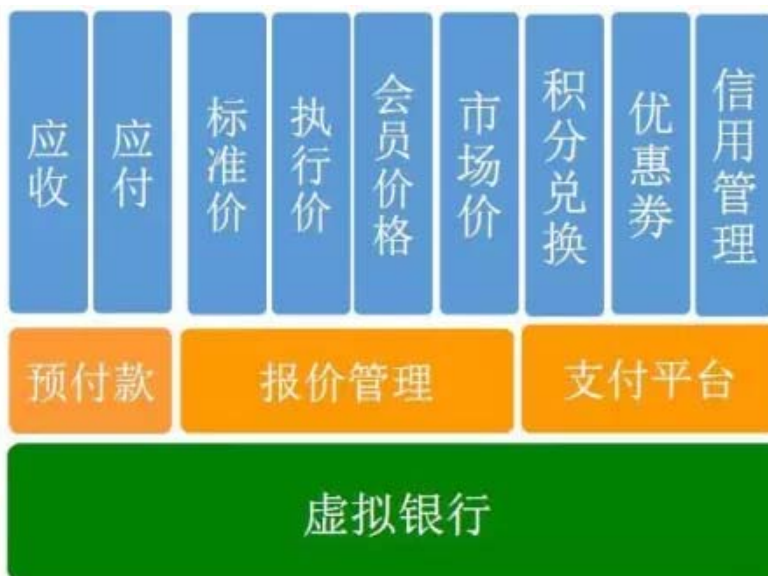 应收
应付
标准价
执行价
会员价格
市场价
积分兑换
优惠券
信用管理
预付款
报价管理
支付平台
虚拟银行